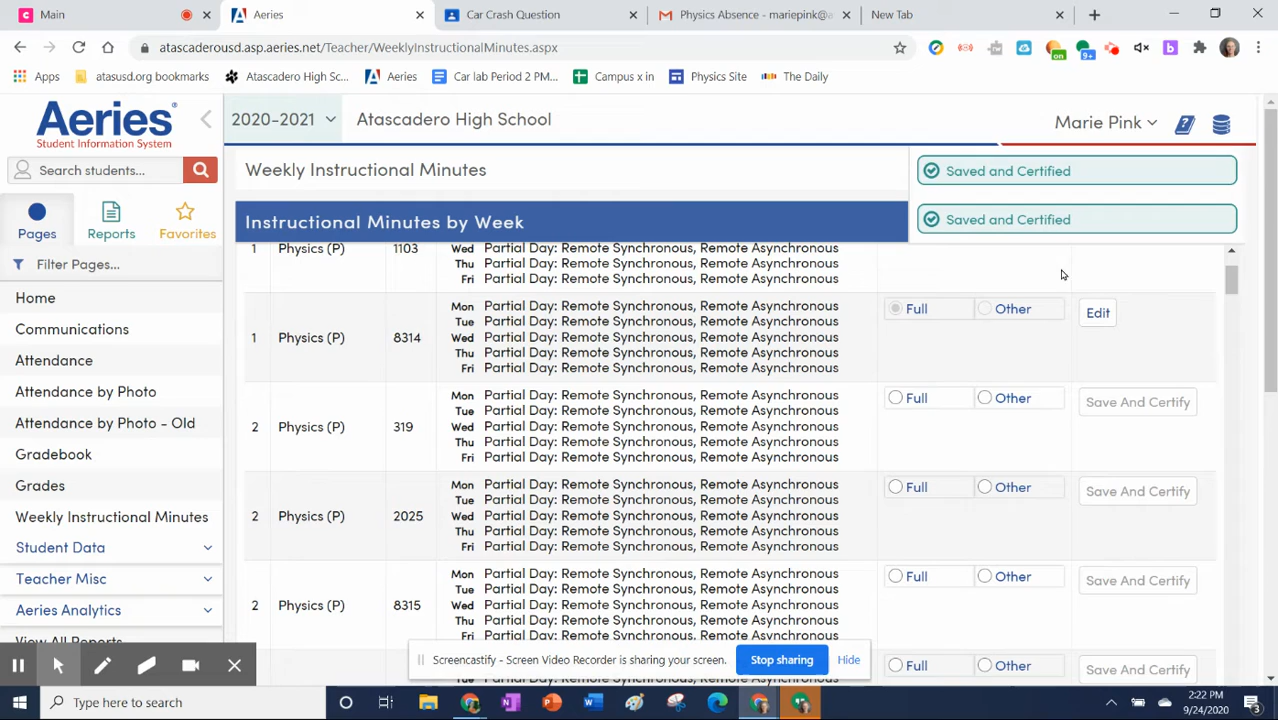 Main
Aeries
Car Crash Question
Physics Absence - mariepink@a
New Tab
atascaderousd.asp.aeries.net/Teacher/WeeklyInstructionalMinutes.aspx
on
9+
b
Apps
atasusd.org bookmarks
Atascadero High Sc...
Aeries
Car lab Period 2 PM...
Campus x in
Physics Site
The Daily
Aeries®
Student Information System
2020-2021
Atascadero High School
Marie Pink
Search students...
Weekly Instructional Minutes
Saved and Certified
Saved and Certified
Pages
Reports
Favorites
Instructional Minutes by Week
Filter Pages...
Home
Communications
Attendance
Attendance by Photo
Attendance by Photo - Old
Gradebook
Grades
Weekly Instructional Minutes
Student Data
Teacher Misc
Aeries Analytics
View All Reports
1 Physics (P) 1103 Wed Partial Day: Remote Synchronous, Remote Asynchronous
Thu Partial Day: Remote Synchronous, Remote Asynchronous
Fri Partial Day: Remote Synchronous, Remote Asynchronous
Mon Partial Day: Remote Synchronous, Remote Asynchronous Full Other Edit
Tue Partial Day: Remote Synchronous, Remote Asynchronous
1 Physics (P) 8314 Wed Partial Day: Remote Synchronous, Remote Asynchronous
Thu Partial Day: Remote Synchronous, Remote Asynchronous
Fri Partial Day: Remote Synchronous, Remote Asynchronous
Mon Partial Day: Remote Synchronous, Remote Asynchronous Full Other Save And Certify
Tue Partial Day: Remote Synchronous, Remote Asynchronous
2 Physics (P) 319 Wed Partial Day: Remote Synchronous, Remote Asynchronous
Thu Partial Day: Remote Synchronous, Remote Asynchronous
Fri Partial Day: Remote Synchronous, Remote Asynchronous
Mon Partial Day: Remote Synchronous, Remote Asynchronous Full Other Save And Certify
Tue Partial Day: Remote Synchronous, Remote Asynchronous
2 Physics (P) 2025 Wed Partial Day: Remote Synchronous, Remote Asynchronous
Thu Partial Day: Remote Synchronous, Remote Asynchronous
Fri Partial Day: Remote Synchronous, Remote Asynchronous
Mon Partial Day: Remote Synchronous, Remote Asynchronous Full Other Save And Certify
Tue Partial Day: Remote Synchronous, Remote Asynchronous
2 Physics (P) 8315 Wed Partial Day: Remote Synchronous, Remote Asynchronous
Thu Partial Day: Remote Synchronous, Remote Asynchronous
Fri Partial Day: Remote Synchronous, Remote Asynchronous
Full Other Save And Certify
Screencastify - Screen Video Recorder is sharing your screen. Stop sharing Hide
Type here to search
2:22 PM
9/24/2020
3